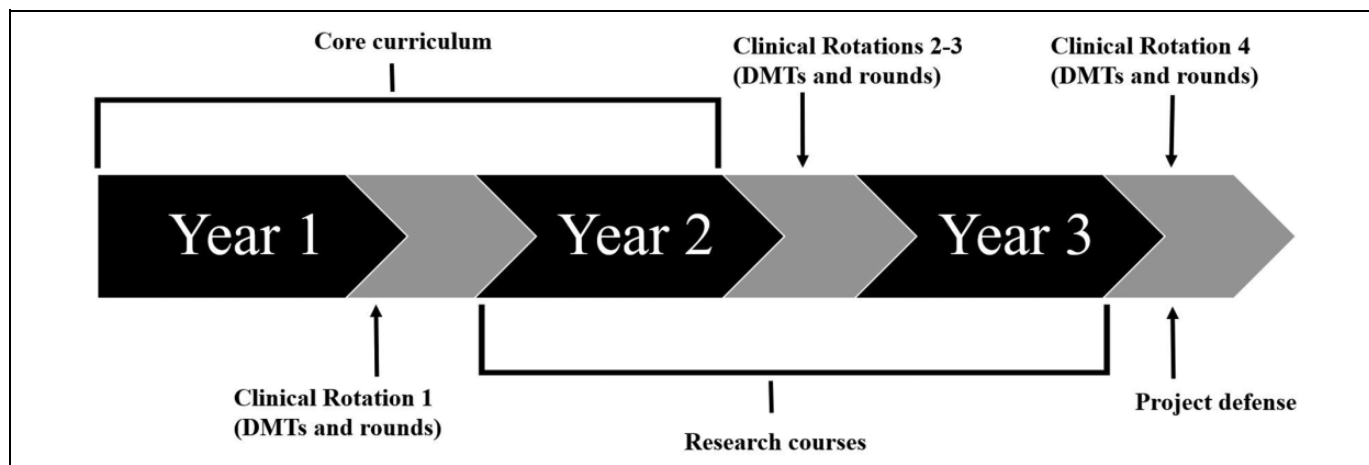 Core curriculum
Clinical Rotations 2-3
(DMTs and rounds)
Clinical Rotation 4
(DMTs and rounds)
Year 1
Year 2
Year 3
Clinical Rotation 1
(DMTs and rounds)
Research courses
Project defense